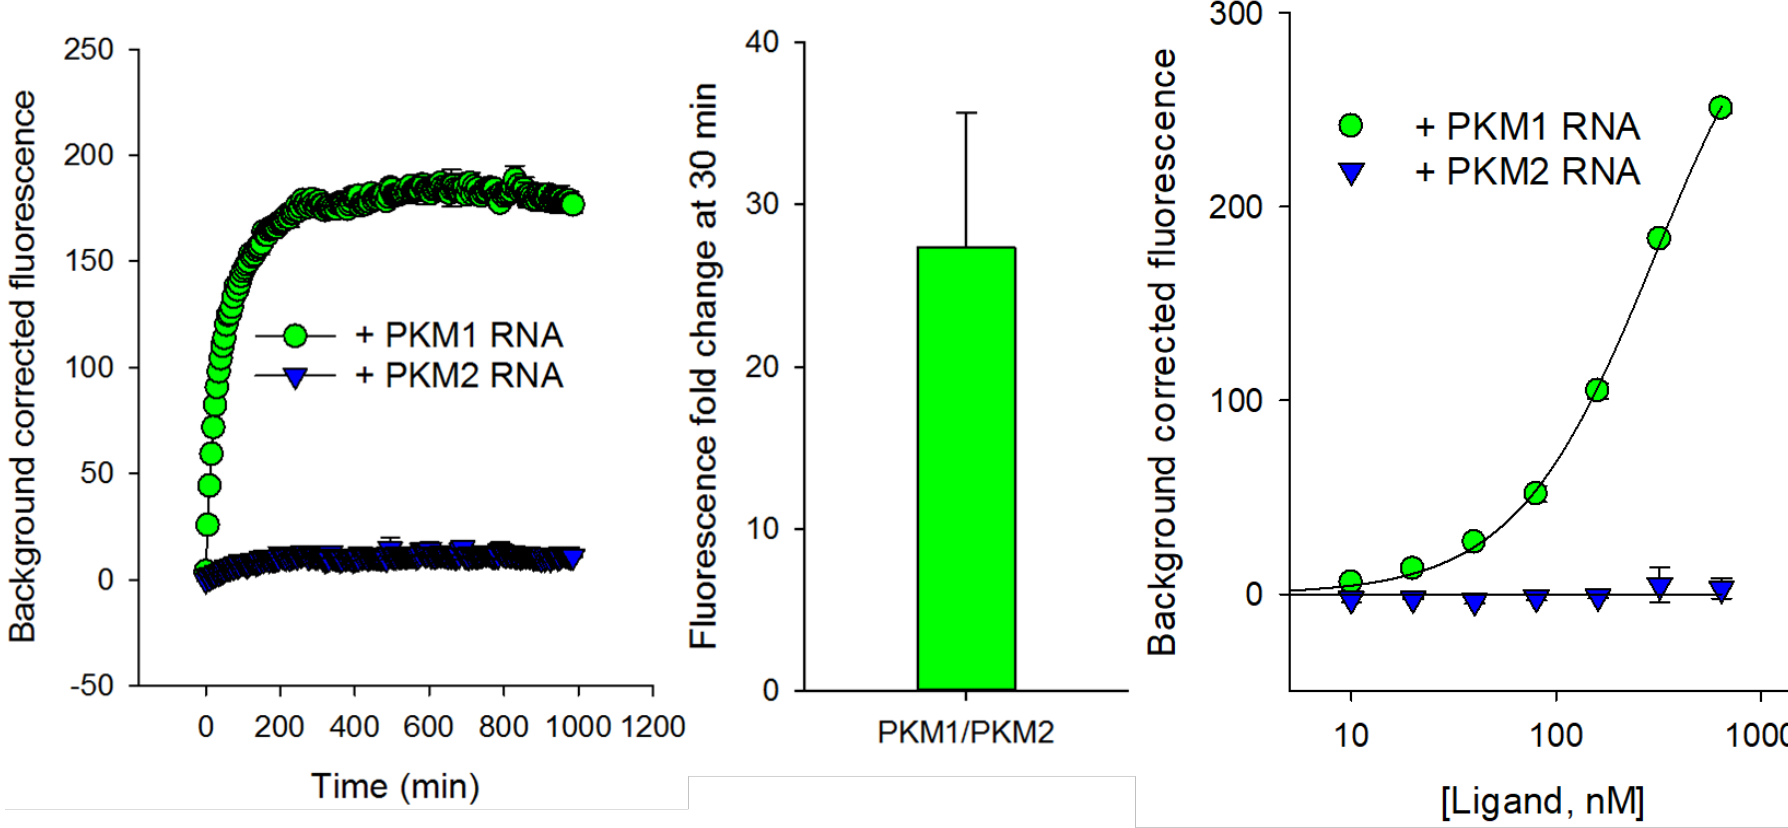 Background corrected fluorescence
250
200
150
100
50
0
-50
+ PKM1 RNA
+ PKM2 RNA
0 200 400 600 800 1000 1200
Time (min)
Fluorescence fold change at 30 min
40
30
20
10
0
PKM1/PKM2
Background corrected fluorescence
300
200
100
0
+ PKM1 RNA
+ PKM2 RNA
10 100 1000
[Ligand, nM]